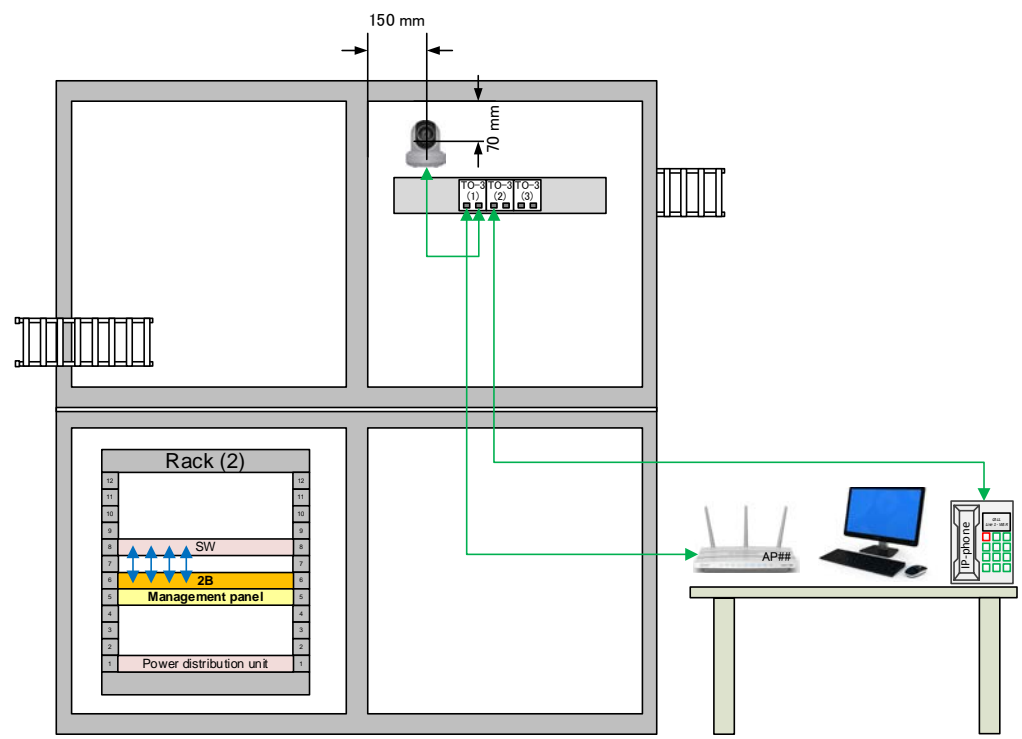 150 mm
70 mm
TO-3
(1)
TO-3
(2)
TO-3
(3)
Rack (2)
12 12
11 11
10 10
9 9
8 SW 8
7 7
6 2B 6
5 Management panel 5
4 4
3 3
2 2
1 Power distribution unit 1
AP##
IP-phone